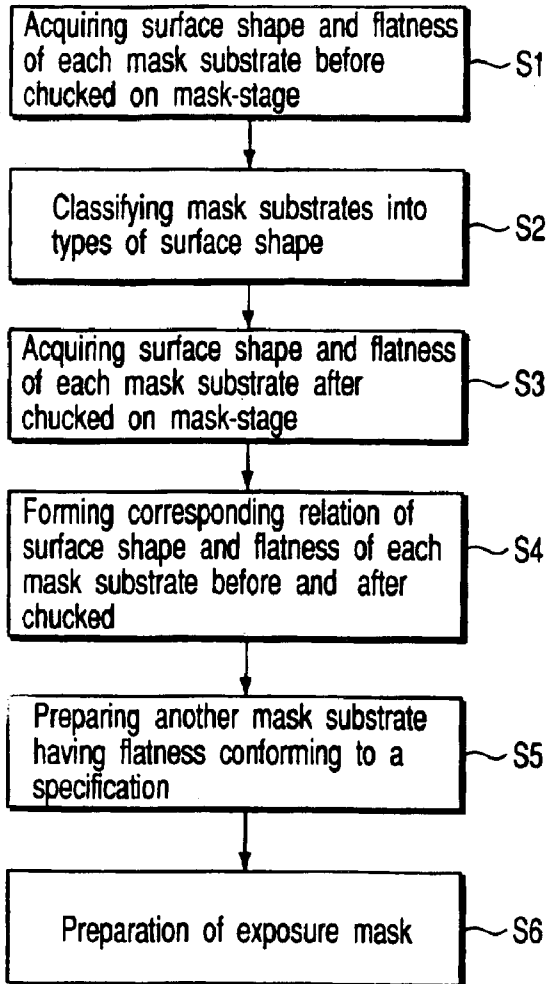 Acquiring surface shape and flatness
of each mask substrate before
chucked on mask-stage
S1
Classifying mask substrates into
types of surface shape
S2
Acquiring surface shape and flatness
of each mask substrate after
chucked on mask-stage
S3
Forming corresponding relation of
surface shape and flatness of each
mask substrate before and after
chucked
S4
Preparing another mask substrate
having flatness conforming to a
specification
S5
Preparation of exposure mask
S6